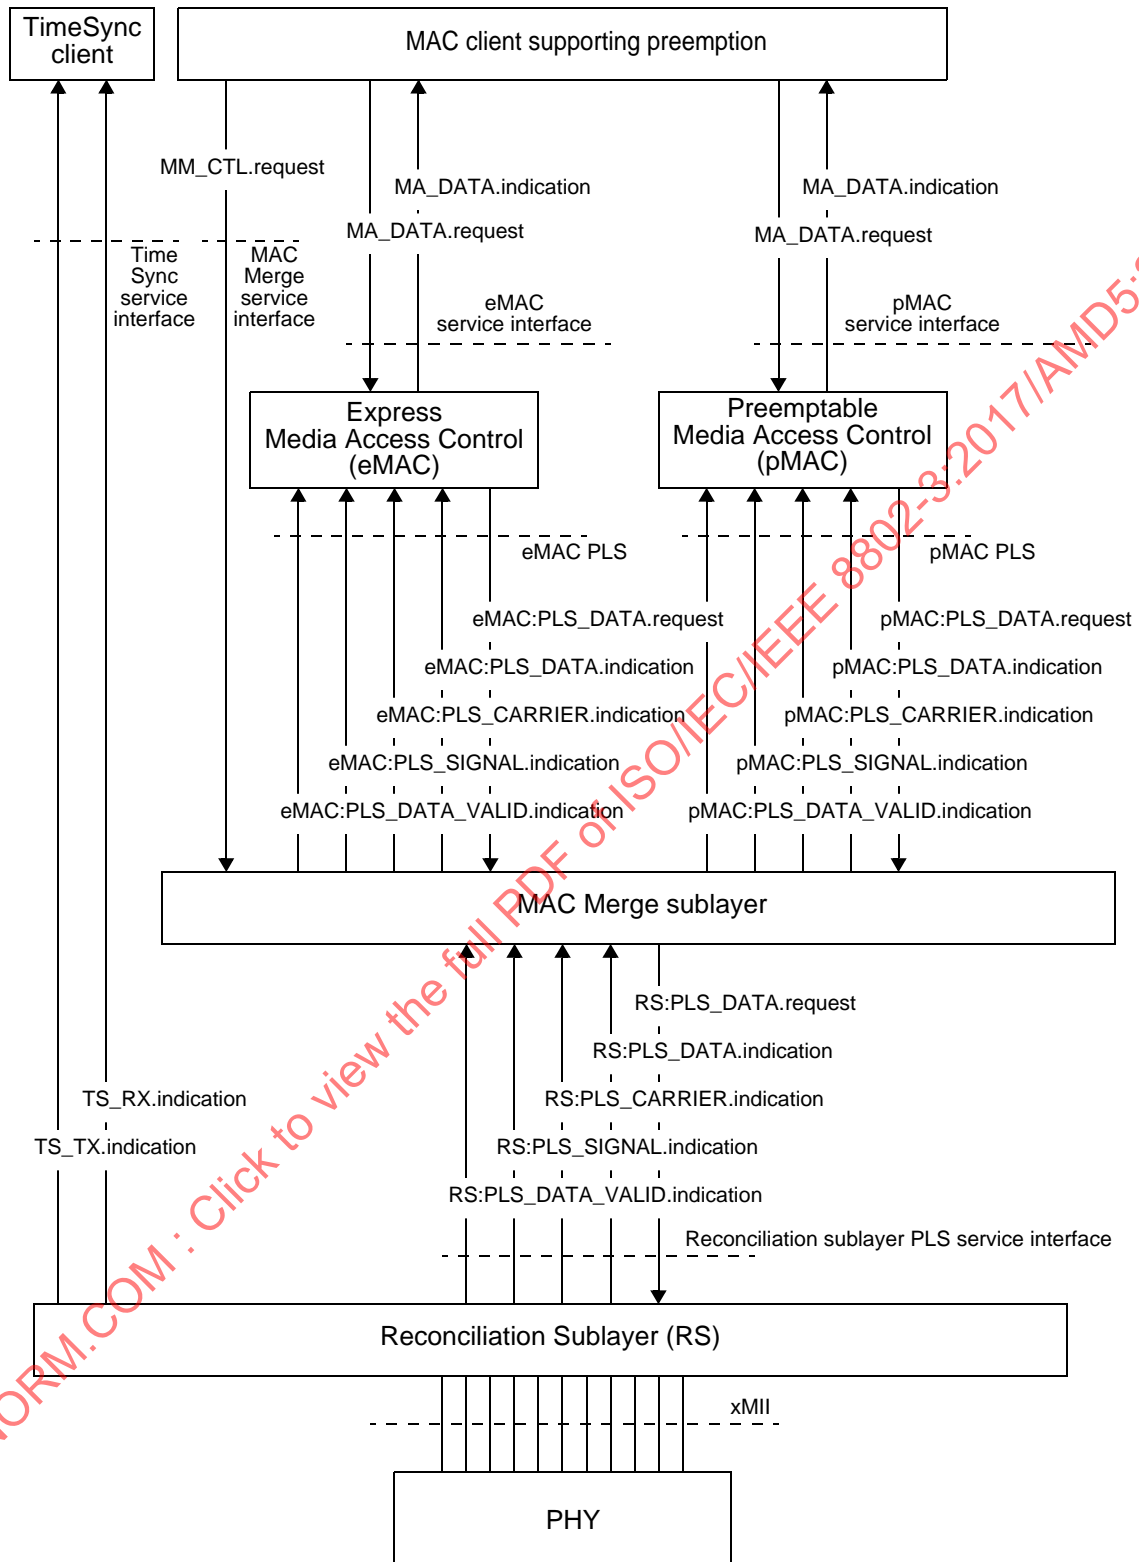 TimeSync
client
MAC client supporting preemption
MM_CTL.request
MA_DATA.indication
MA_DATA.request
MA_DATA.indication
MA_DATA.request
Time
Sync
service
interface
MAC
Merge
service
interface
eMAC
service interface
pMAC
service interface
Express
Media Access Control
(eMAC)
Preemptable
Media Access Control
(pMAC)
eMAC PLS
pMAC PLS
eMAC:PLS_DATA.request
pMAC:PLS_DATA.request
eMAC:PLS_DATA.indication
pMAC:PLS_DATA.indication
eMAC:PLS_CARRIER.indication
pMAC:PLS_CARRIER.indication
eMAC:PLS_SIGNAL.indication
pMAC:PLS_SIGNAL.indication
eMAC:PLS_DATA_VALID.indication
pMAC:PLS_DATA_VALID.indication
MAC Merge sublayer
RS:PLS_DATA.request
RS:PLS_DATA.indication
TS_RX.indication
RS:PLS_CARRIER.indication
TS_TX.indication
RS:PLS_SIGNAL.indication
RS:PLS_DATA_VALID.indication
Reconciliation sublayer PLS service interface
Reconciliation Sublayer (RS)
xMII
PHY
NORM.COM : Click to view the full PDF of ISO/IEC/IEEE 8802-3:2017/AMD5: